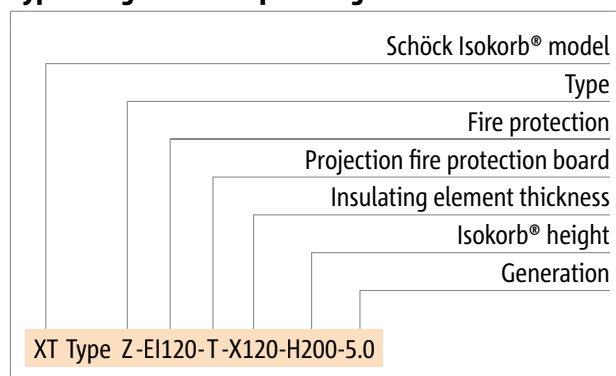 Schöck Isokorb® model
Type
Fire protection
Projection fire protection board
Insulating element thickness
Isokorb® height
Generation
XT Type Z-EI120-T-X120-H200-5.0